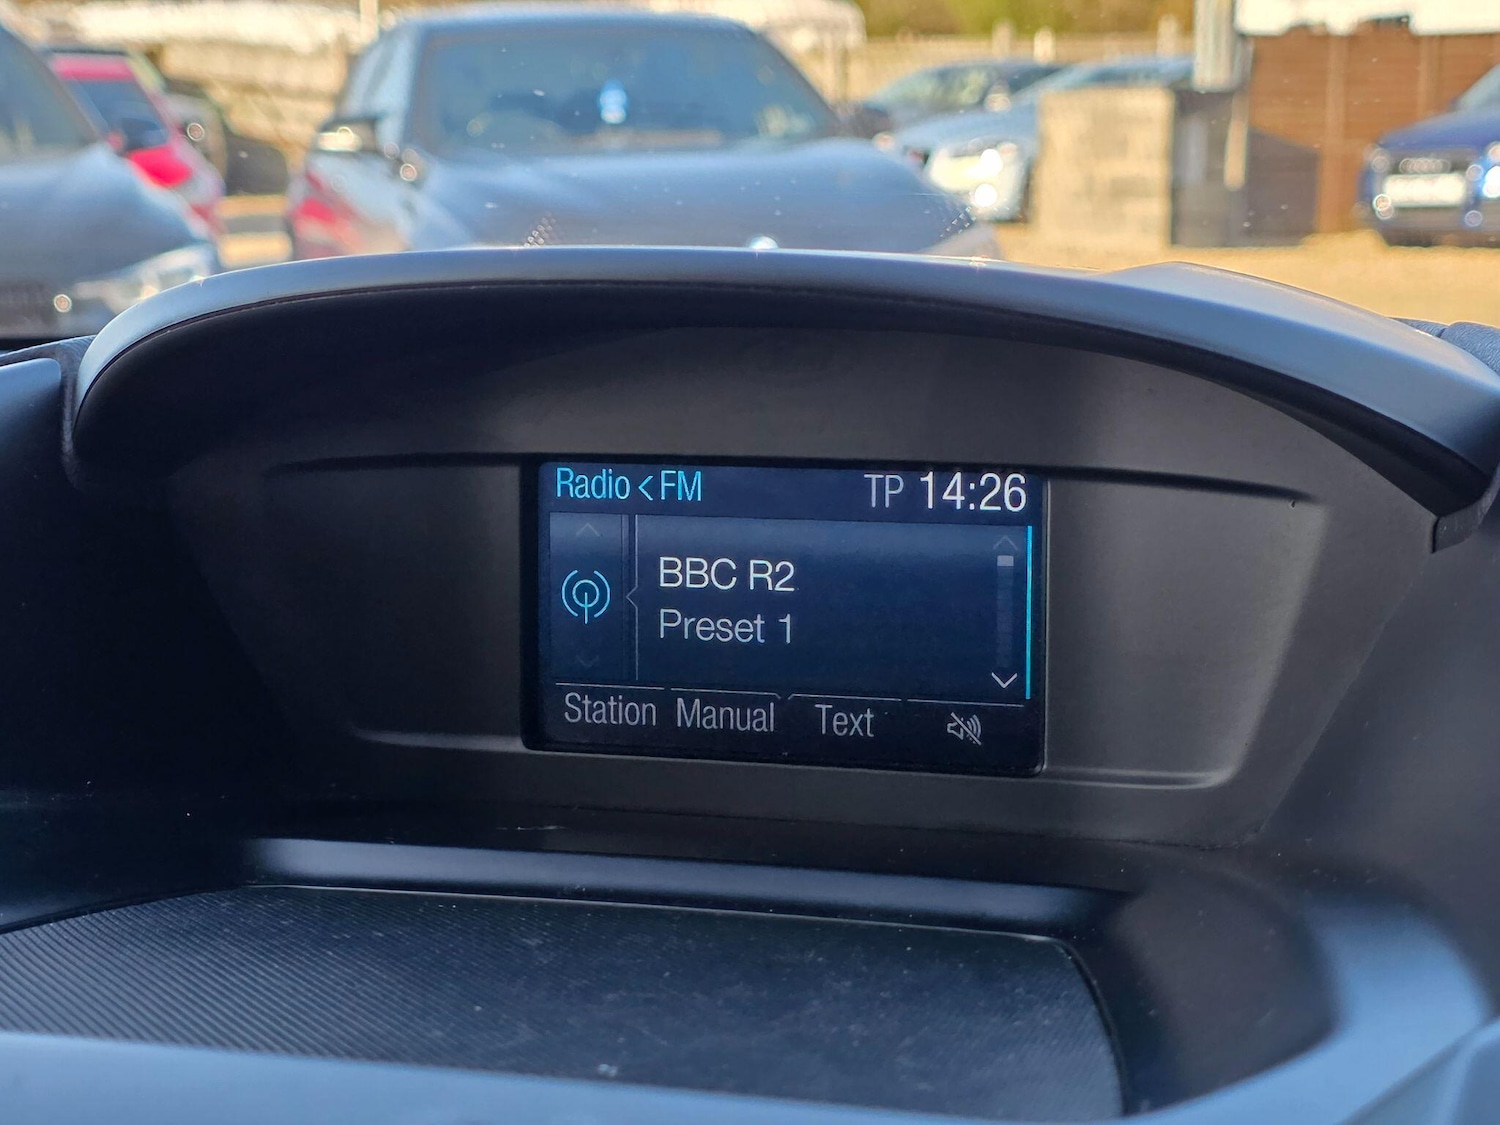 Radio < FM TP 14:26
BBC R2
Preset 1
Station Manual Text